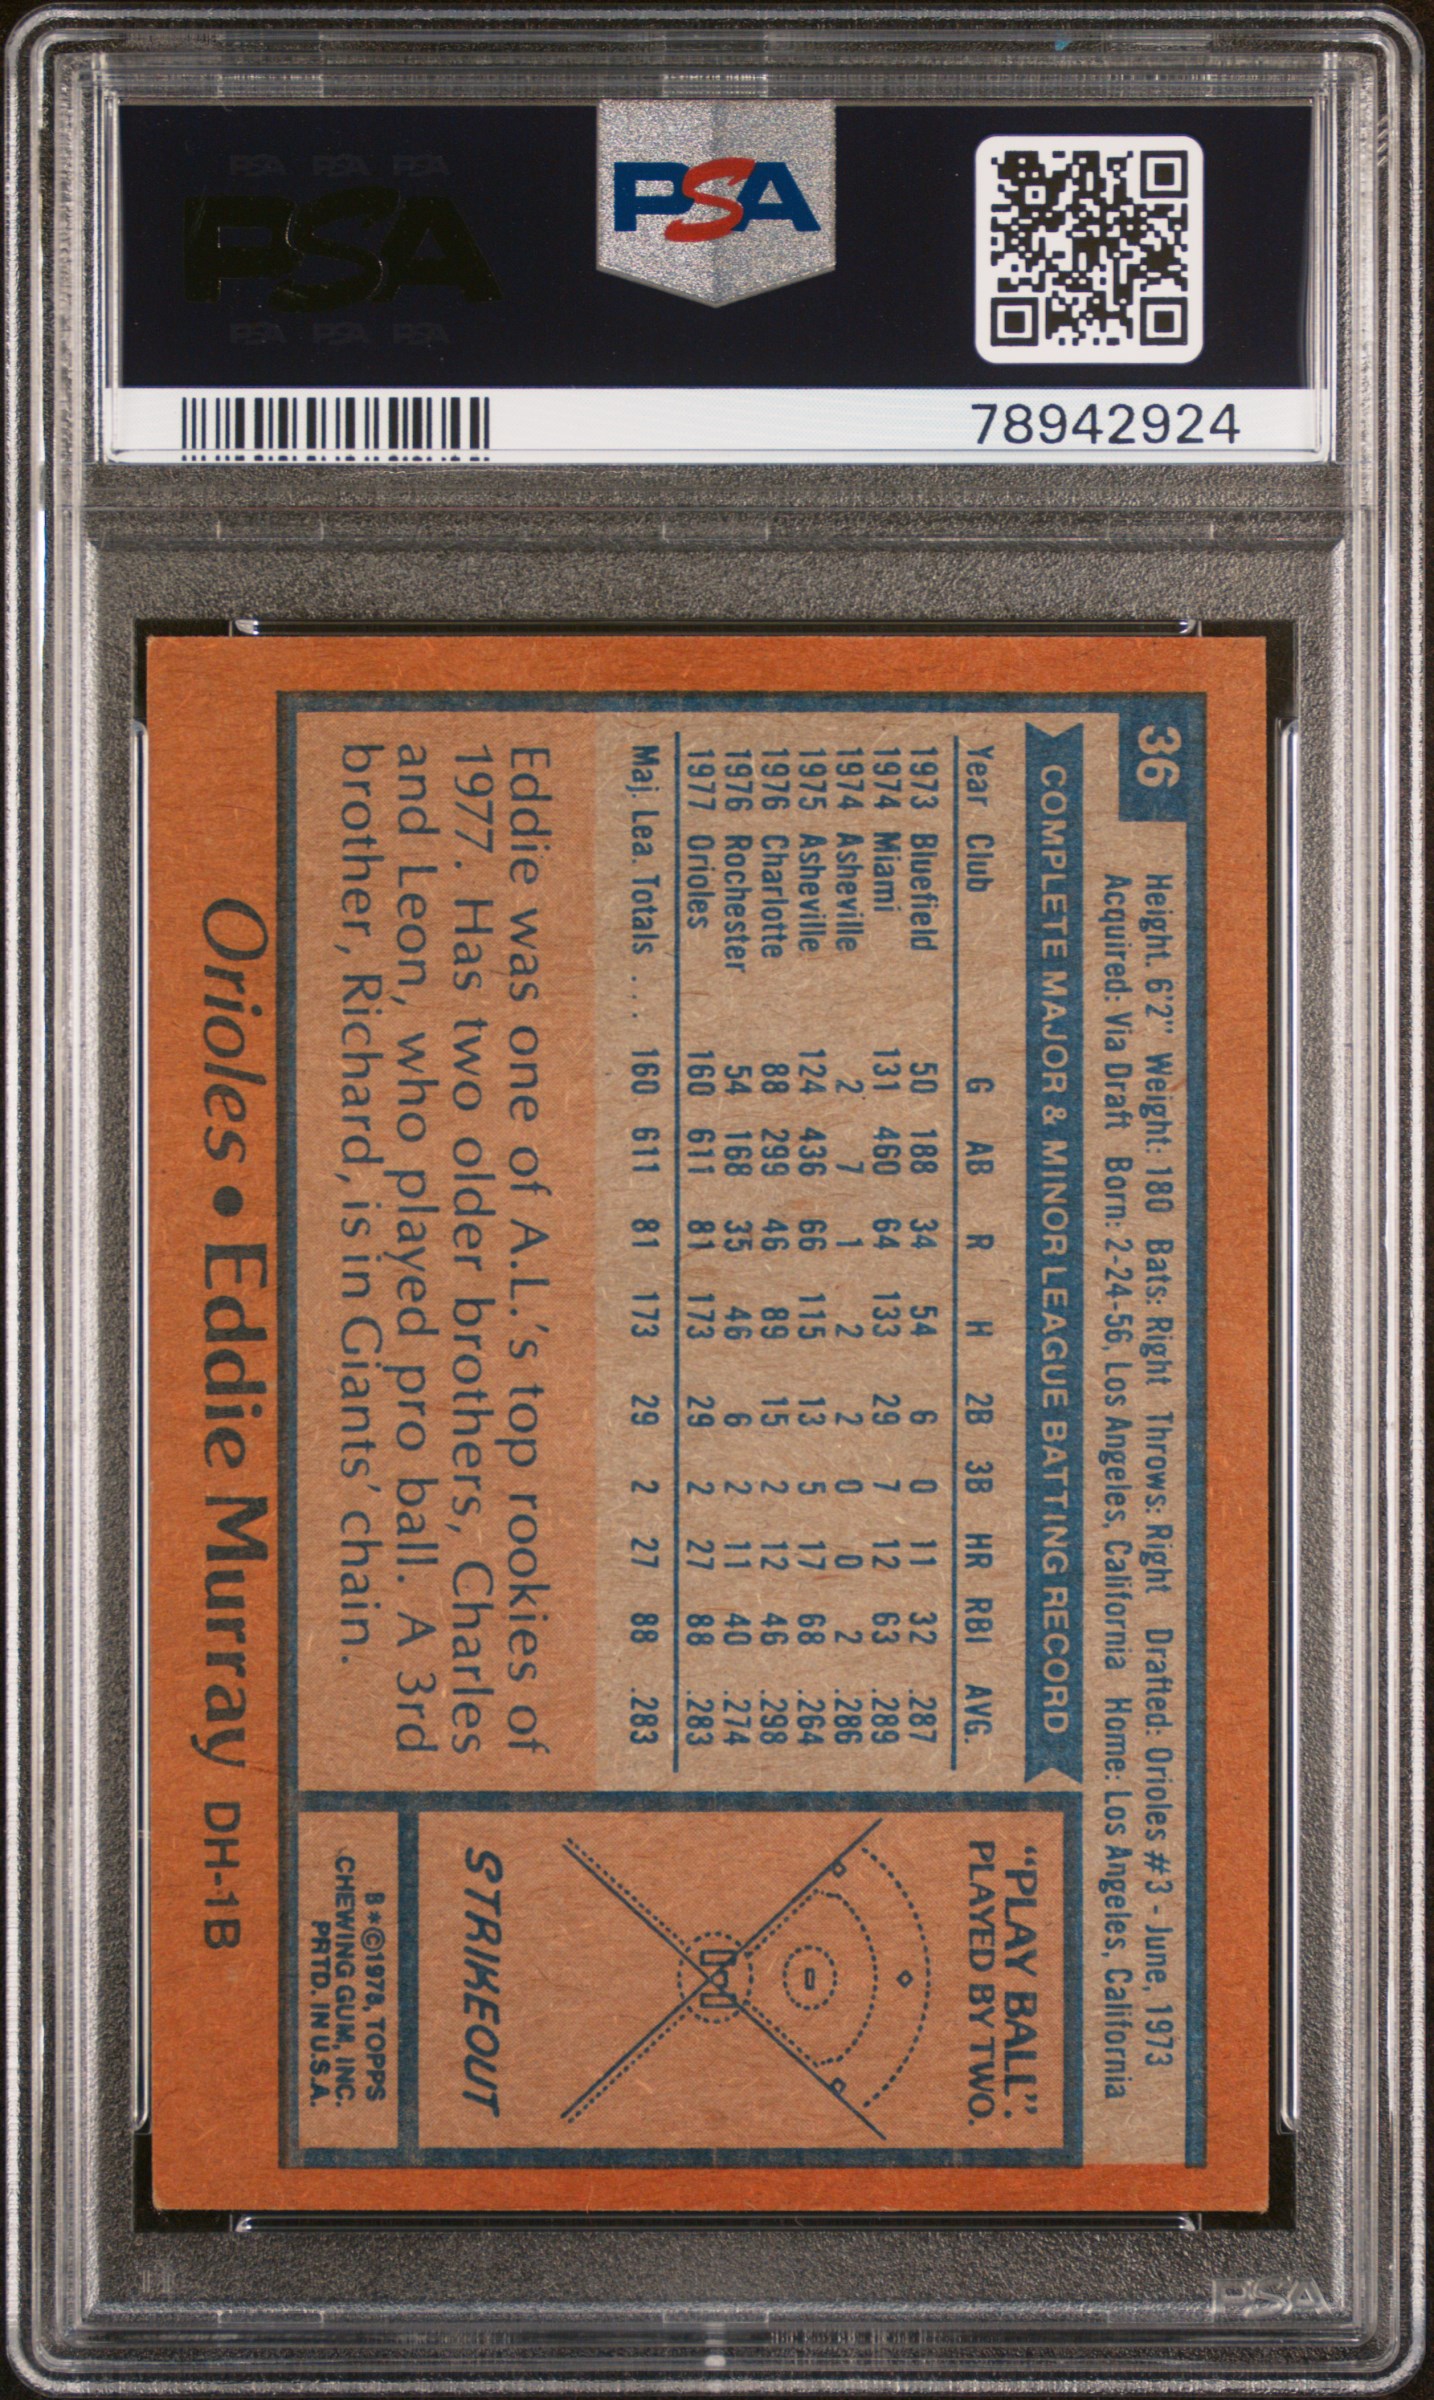 PSA PSA PSA
PSA
PSA PSA PSA
PSA
78942924
36
Height. 6'2" Weight: 180 Bats: Right Throws: Right Drafted: Orioles #3 - June, 1973
Acquired: Via Draft Born: 2-24-56, Los Angeles, California Home: Los Angeles, California
COMPLETE MAJOR & MINOR LEAGUE BATTING RECORD
Year Club G AB R H 2B 3B HR RBI AVG.
1973 Bluefield 50 188 34 54 6 0 11 32 .287
1974 Miami 131 460 64 133 29 7 12 63 .289
1974 Asheville 2 7 1 2 2 0 0 2 .286
1975 Asheville 124 436 66 115 13 5 17 68 .264
1976 Charlotte 88 299 46 89 15 2 12 46 .298
1976 Rochester 54 168 35 46 6 2 11 40 .274
1977 Orioles 160 611 81 173 29 2 27 88 .283
Maj. Lea. Totals . . . 160 611 81 173 29 2 27 88 .283
Eddie was one of A.L.'s top rookies of
1977. Has two older brothers, Charles
and Leon, who played pro ball. A 3rd
brother, Richard, is in Giants' chain.
"PLAY BALL":
PLAYED BY TWO.
STRIKEOUT
B*©1978, TOPPS
CHEWING GUM, INC.
PRTD. IN U.S.A.
Orioles • Eddie Murray DH-1B
PSA